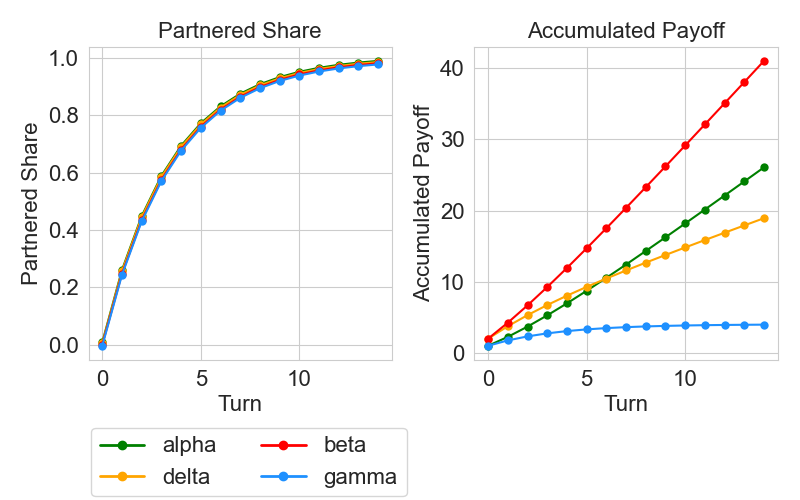 Partnered Share
Accumulated Payoff
Partnered Share
1.0
0.8
0.6
0.4
0.2
0.0
0 5 10
Turn
Accumulated Payoff
40
30
20
10
0
0 5 10
Turn
alpha beta
delta gamma